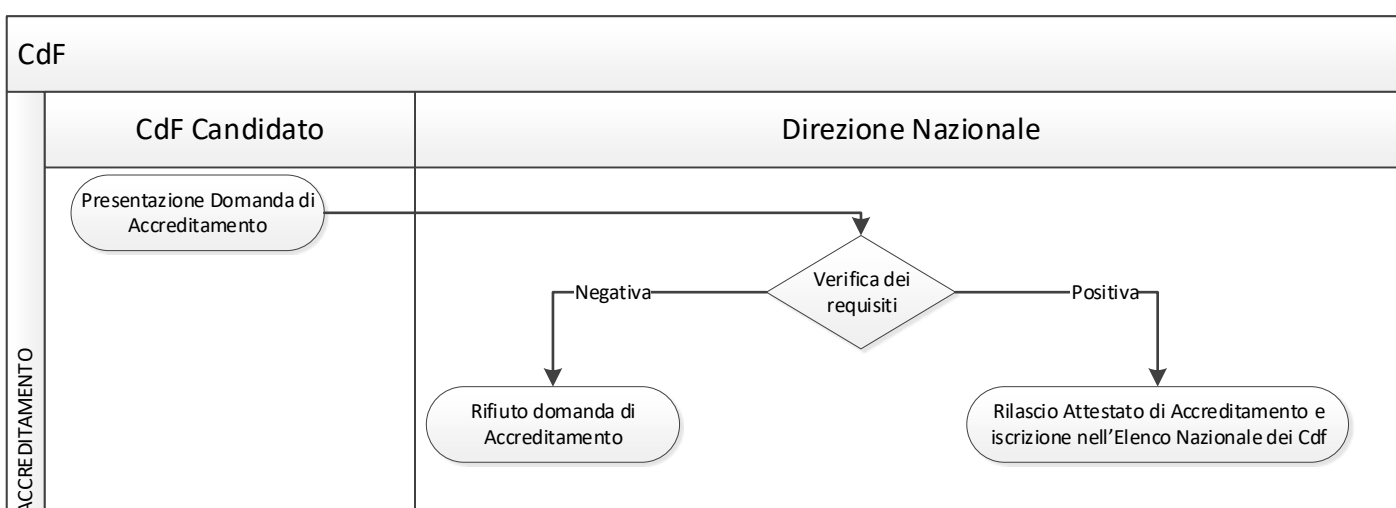 CdF
CdF Candidato
Direzione Nazionale
Presentazione Domanda di
Accreditamento
Verifica dei
requisiti
Negativa
Positiva
Rifiuto domanda di
Accreditamento
Rilascio Attestato di Accreditamento e
iscrizione nell’Elenco Nazionale dei Cdf
ACCREDITAMENTO